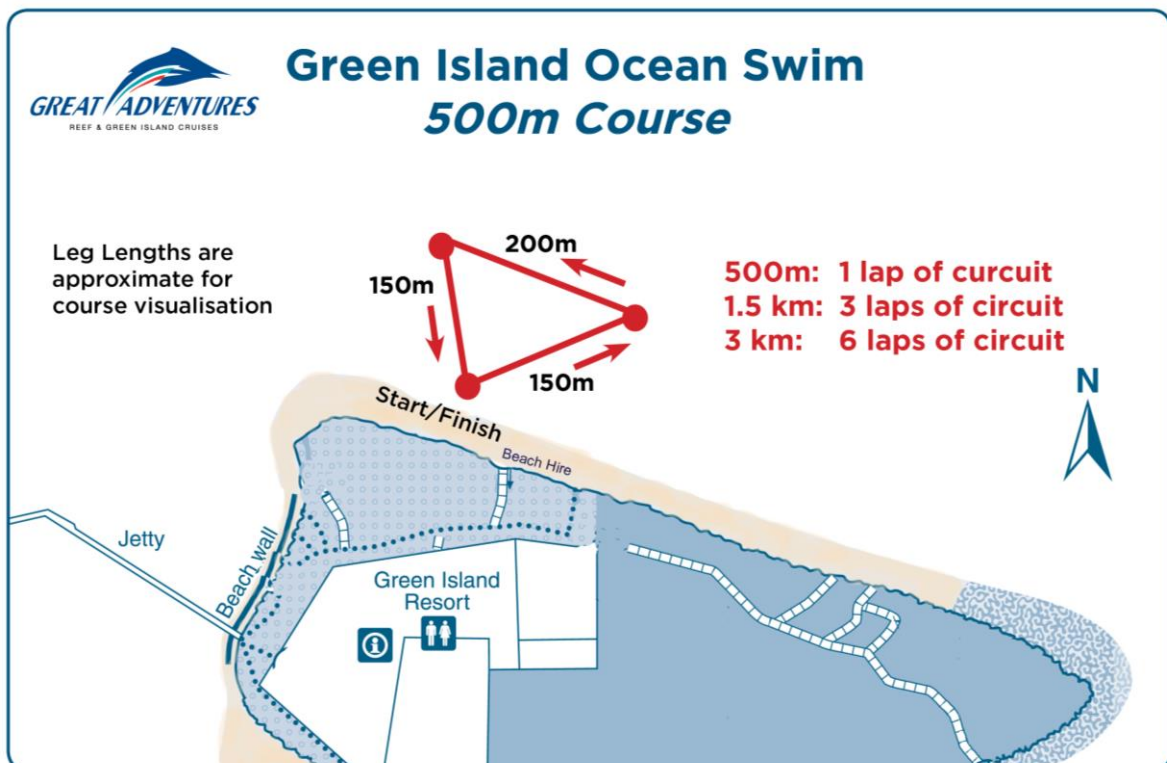 GREAT ADVENTURES
REEF & GREEN ISLAND CRUISES
Green Island Ocean Swim
500m Course
Leg Lengths are
approximate for
course visualisation
200m
150m
150m
500m: 1 lap of curcuit
1.5 km: 3 laps of circuit
3 km: 6 laps of circuit
N
Start/Finish
Beach Hire
Jetty
Beach wall
Green Island
Resort